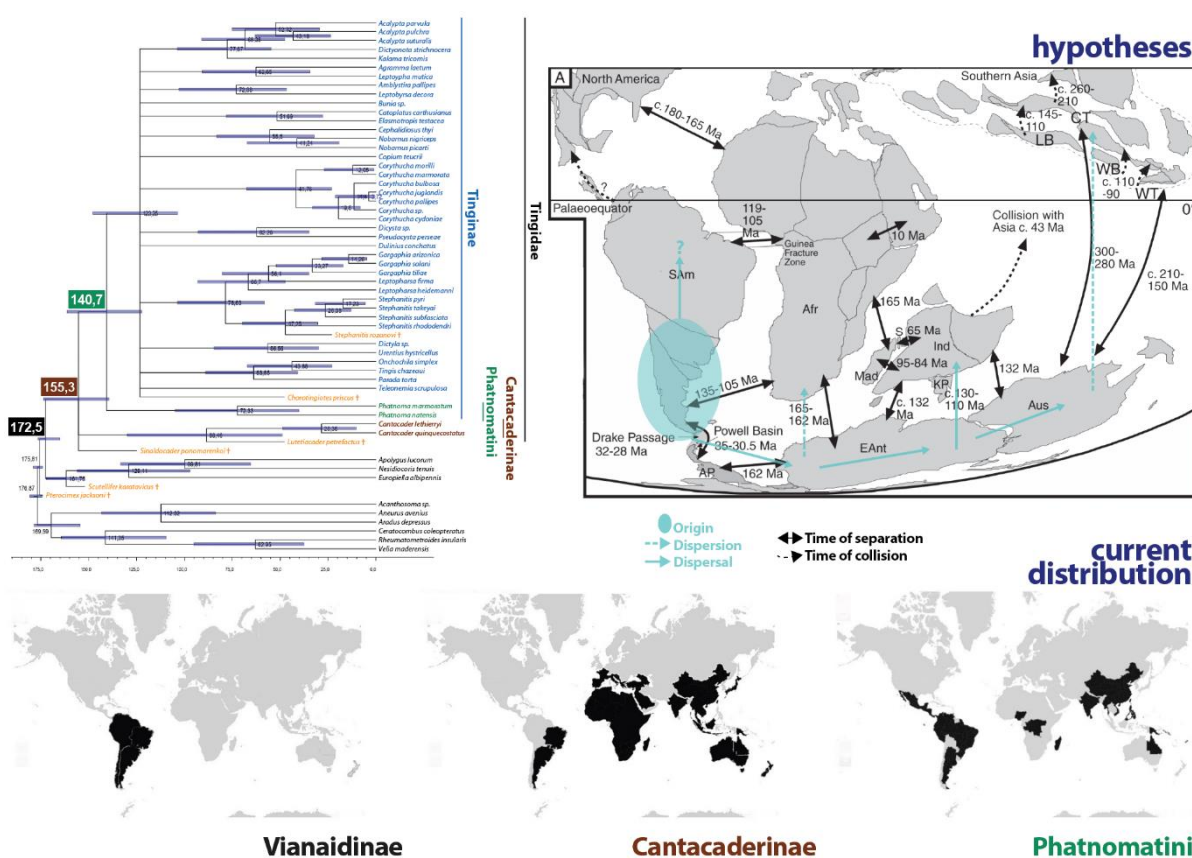 Acalypta parvula
Acalypta pulchra
Acalypta suturalis
Dictyonota strichnocera
Kalama tricornis
Agramma laetum
Leptoypha mutica
Amblystira pallipes
Leptobyrsa decora
Bunia sp.
Catoplatus carthusianus
Elasmotropis testacea
Cephalidiosus thyi
Nobarnus nigriceps
Nobarnus picarti
Copium teucrii
Corythucha morrilli
Corythucha marmorata
Corythucha bulbosa
Corythucha juglandis
Corythucha pallipes
Corythucha sp.
Corythucha cydoniae
Dicysta sp.
Pseudacysta perseae
Dulinius conchatus
Gargaphia arizonica
Gargaphia solani
Gargaphia tiliae
Leptopharsa firma
Leptopharsa heidemanni
Stephanitis pyri
Stephanitis takeyai
Stephanitis subfasciata
Stephanitis rhododendri
Stephanitis rozanovi †
Dictyla sp.
Urentius hystricellus
Onchochila simplex
Tingis chazeaui
Parada torta
Teleonemia scrupulosa
Chorotingiotes priscus †
Phatnoma marmoratum
Phatnoma natensis
Cantacader lethierryi
Cantacader quinquecostatus
Luteriacader petrefactus †
Sinaldocader ponomarenkoi †
Apolygus lucorum
Nesidiocoris tenuis
Europiella albipennis
Scutellifer karatavicus †
Pterocimex jacksoni †
Acanthosoma sp.
Aneurus avenius
Aradus depressus
Ceratocombus coleoptratus
Rheumatometroides insularis
Velia maderensis
140,7
155,3
172,5
Tinginae
Phatnomatini
Tingidae
Cantacaderinae
hypotheses
A
North America
Southern Asia
c. 260-
210
c. 180-165 Ma
c. 145-
110
CT
LB
WB
c. 110
-90
WT
?
Palaeoequator
0
119-
105
Ma
Guinea
Fracture
Zone
10 Ma
Collision with
Asia c. 43 Ma
300-
280 Ma
c. 210-
150 Ma
?
SAm
Afr
165 Ma
S
65 Ma
Ind
95-84 Ma
Mad
132 Ma
KP
c. 130-
110 Ma
c. 132
Ma
Aus
135-105 Ma
165-
162 Ma
Drake Passage
32-28 Ma
Powell Basin
35-30.5 Ma
AP
162 Ma
EAnt
Origin
Dispersion
Dispersal
Time of separation
Time of collision
current
distribution
Vianaidinae
Cantacaderinae
Phatnomatini